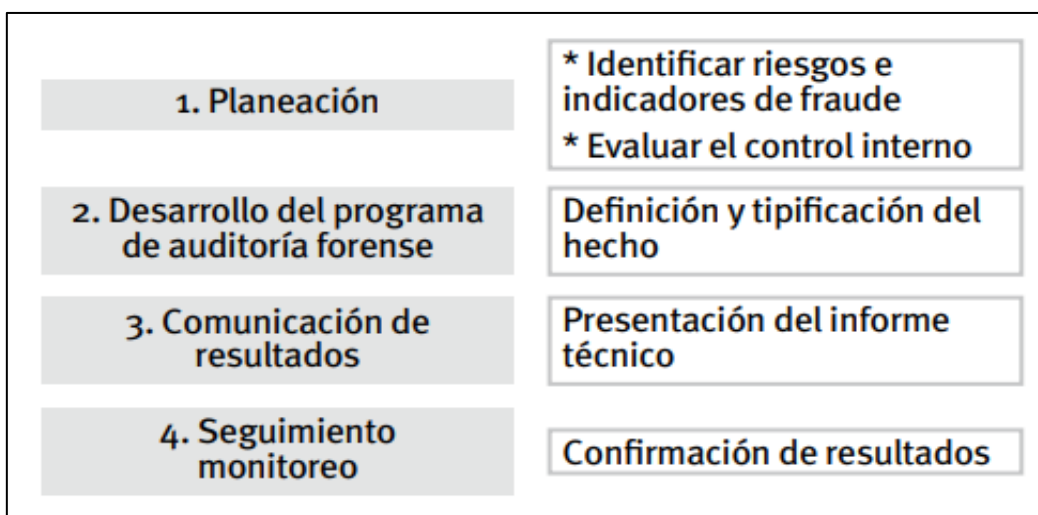 1. Planeación
* Identificar riesgos e
indicadores de fraude
* Evaluar el control interno
2. Desarrollo del programa
de auditoría forense
Definición y tipificación del
hecho
3. Comunicación de
resultados
Presentación del informe
técnico
4. Seguimiento
monitoreo
Confirmación de resultados